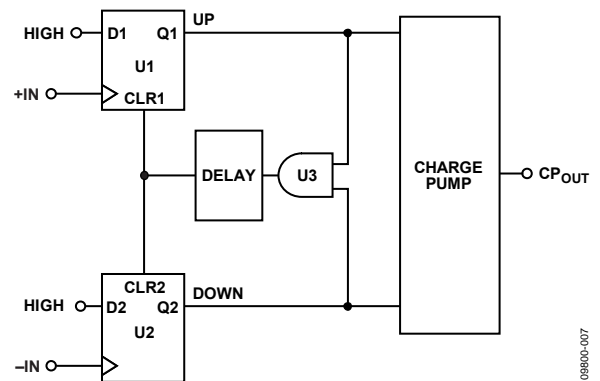 UP
HIGH
D1
Q1
U1
+IN
CLR1
DELAY
U3
CHARGE
PUMP
CPOUT
CLR2
DOWN
HIGH
D2
Q2
U2
–IN
09800-007